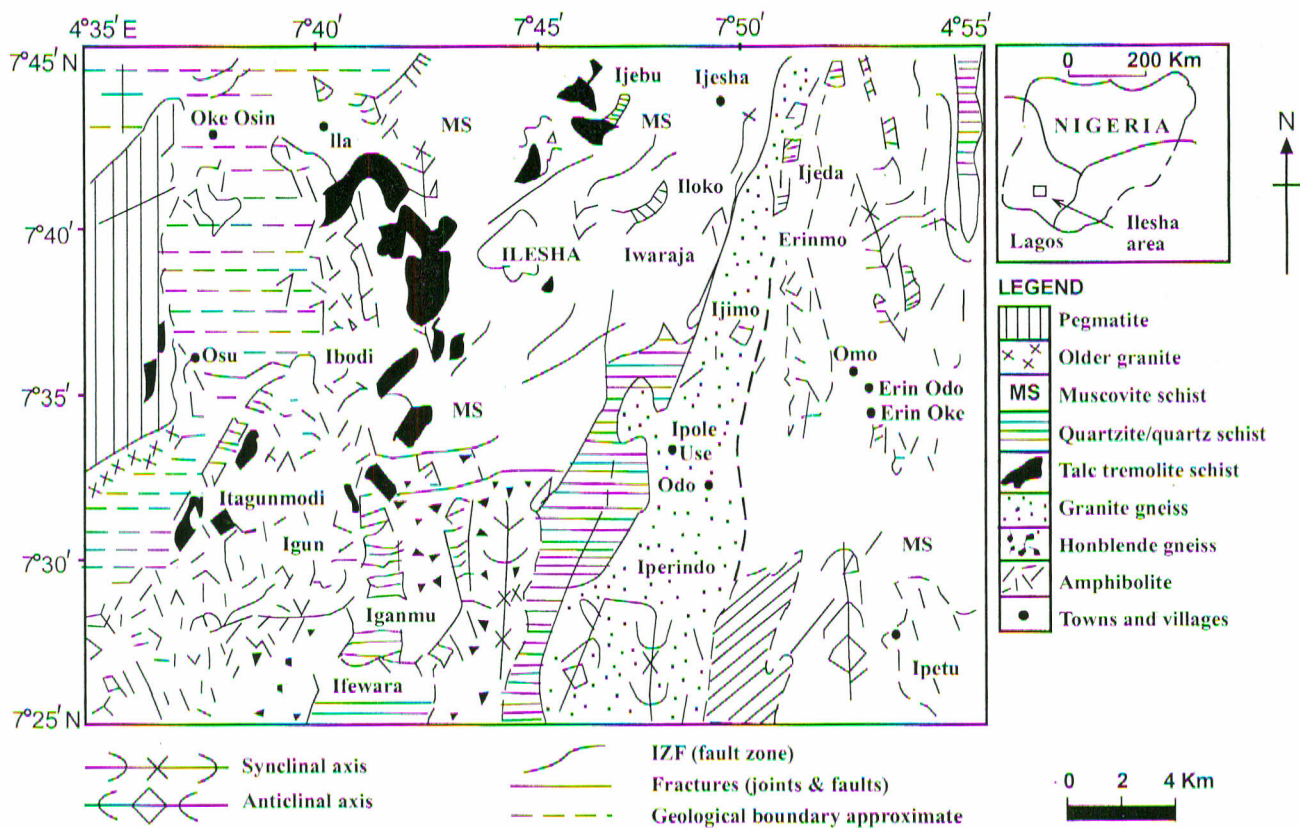 4°35′ E
7°40′
7°45′
7°50′
4°55′
7°45′ N
7°40′
7°35′
7°30′
7°25′ N
Oke Osin
Ila
MS
Ijebu
MS
Ijesha
Iloko
Ijeda
ILESHA
Iwaraja
Erinmo
Ijimo
Osu
Ibodi
MS
Omo
Erin Odo
Erin Oke
Ipole
Use
Odo
Itagunmodi
Igun
Iperindo
MS
Iganmu
Ipetu
Ifewara
0 200 Km
NIGERIA
Lagos
Ilesha
area
N
LEGEND
Pegmatite
Older granite
MS Muscovite schist
Quartzite/quartz schist
Talc tremolite schist
Granite gneiss
Honblende gneiss
Amphibolite
Towns and villages
Synclinal axis
Anticlinal axis
IZF (fault zone)
Fractures (joints & faults)
Geological boundary approximate
0 2 4 Km